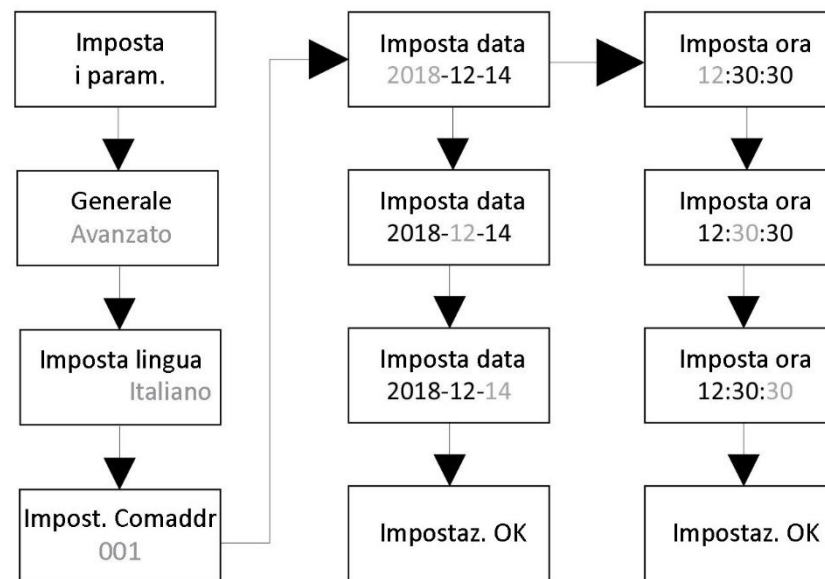 Imposta
i param.
Generale
Avanzato
Imposta lingua
Italiano
Impost. Comaddr
001
Imposta data
2018-12-14
Imposta data
2018-12-14
Imposta data
2018-12-14
Impostaz. OK
Imposta ora
12:30:30
Imposta ora
12:30:30
Imposta ora
12:30:30
Impostaz. OK